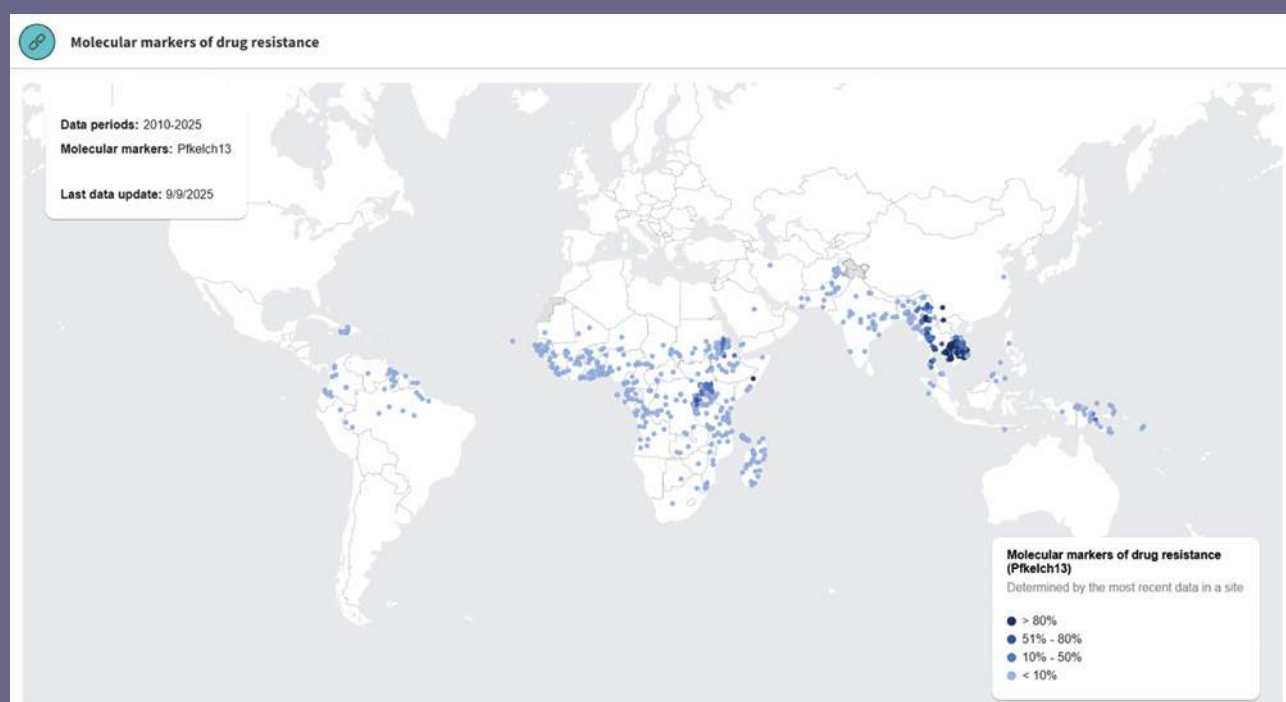 Molecular markers of drug resistance
Data periods: 2010-2025
Molecular markers: Pfkelch13
Last data update: 9/9/2025
Molecular markers of drug resistance
(Pfkelch13)
Determined by the most recent data in a site
> 80%
51% - 80%
10% - 50%
< 10%